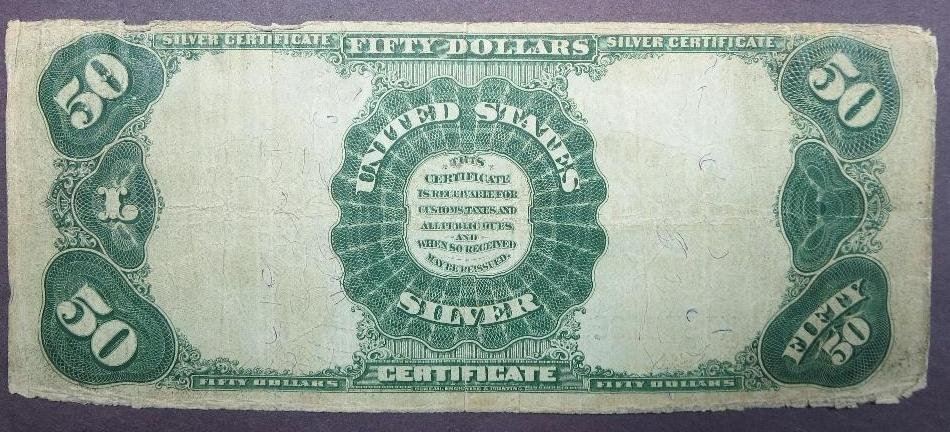 SILVER CERTIFICATE FIFTY DOLLARS SILVER CERTIFICATE
50
50
UNITED STATES
THIS
CERTIFICATE
IS RECEIVABLE FOR
CUSTOMS, TAXES AND
ALL PUBLIC DUES,
AND
WHEN SO RECEIVED
MAY BE REISSUED.
L
SILVER
50
FIFTY
50
CERTIFICATE
FIFTY DOLLARS
FIFTY DOLLARS